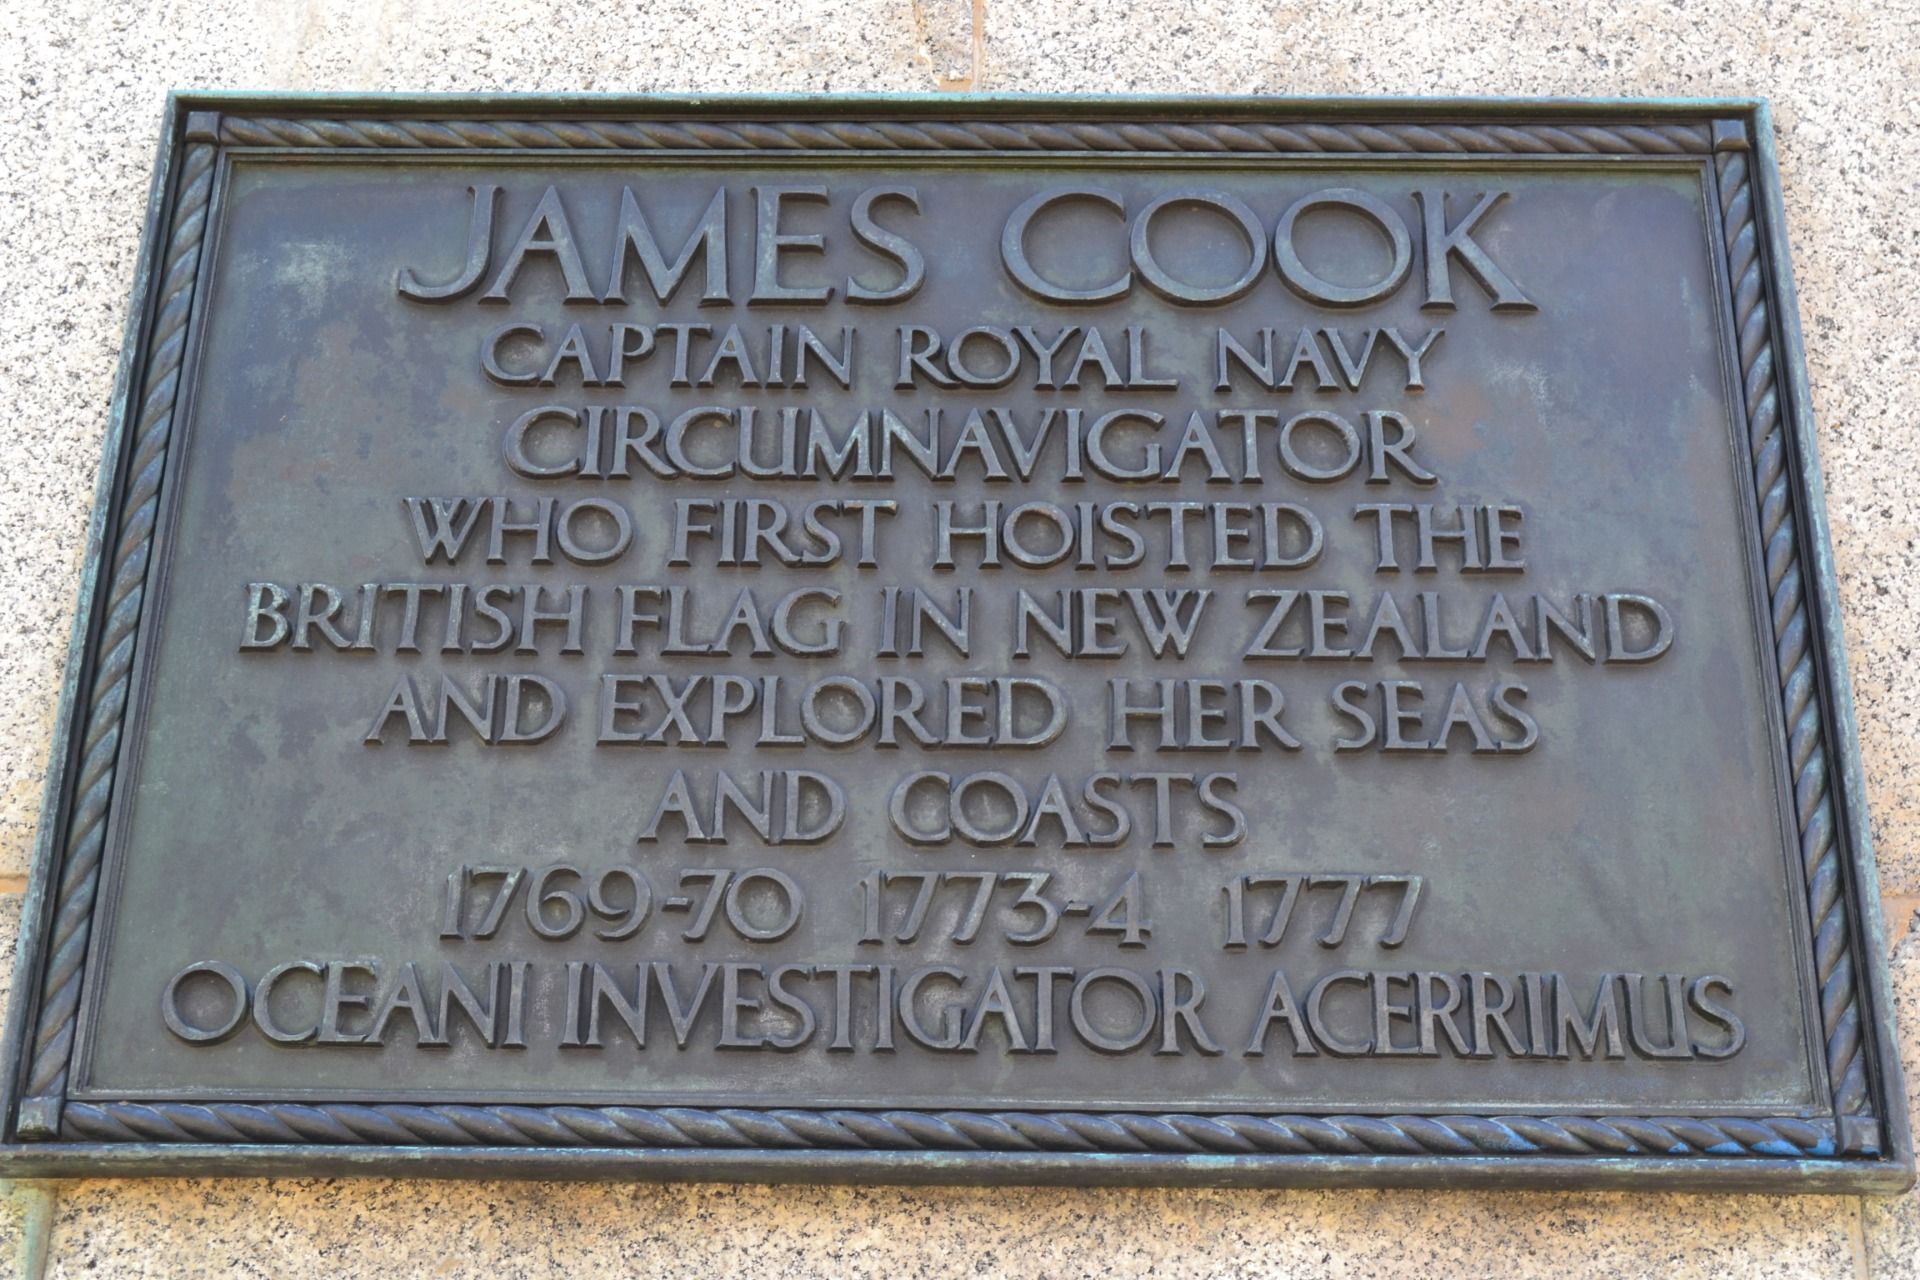 JAMES COOK
CAPTAIN ROYAL NAVY
CIRCUMNAVIGATOR
WHO FIRST HOISTED THE
BRITISH FLAG IN NEW ZEALAND
AND EXPLORED HER SEAS
AND COASTS
1769-70 1773-4 1777
OCEANI INVESTIGATOR ACERRIMUS